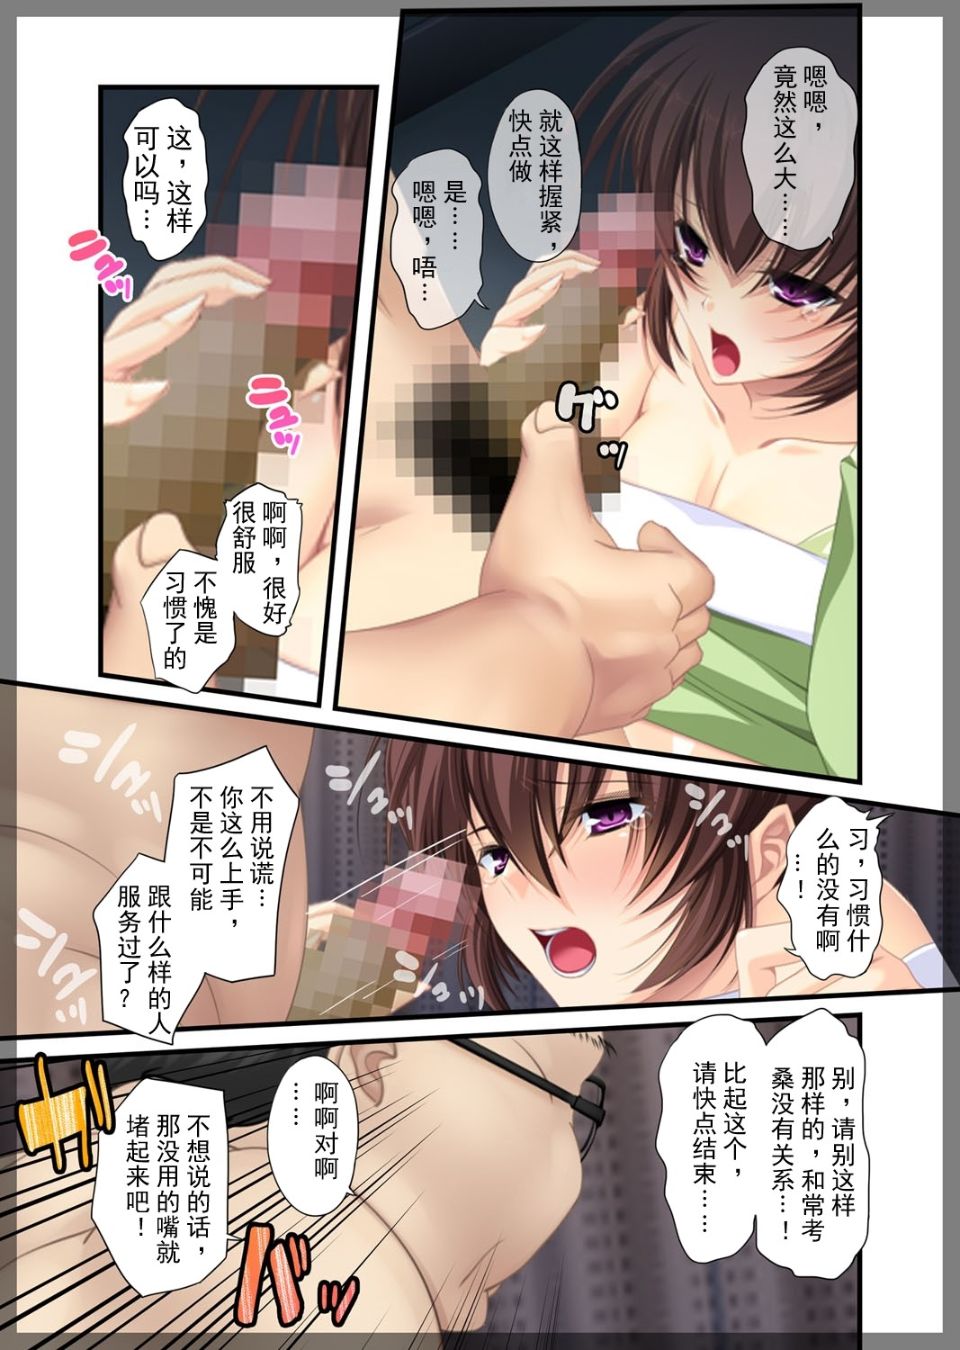 嗯嗯，
竟然这么大……
就这样握紧，
快点做
是……
嗯嗯，唔…
グッ
这，这样
可以吗…
ニュッ
ニュッ
啊啊，很好
很舒服
不愧是
习惯了的
习，习惯什
么的没有啊
…！
不用说谎…
你这么上手，
不是不可能
跟什么样的人
服务过了？
别，请别这样
那样的，和常考
桑没有关系…！
比起这个，
请快点结束……
啊啊对啊
……
不想说的话，
那没用的嘴就
堵起来吧！